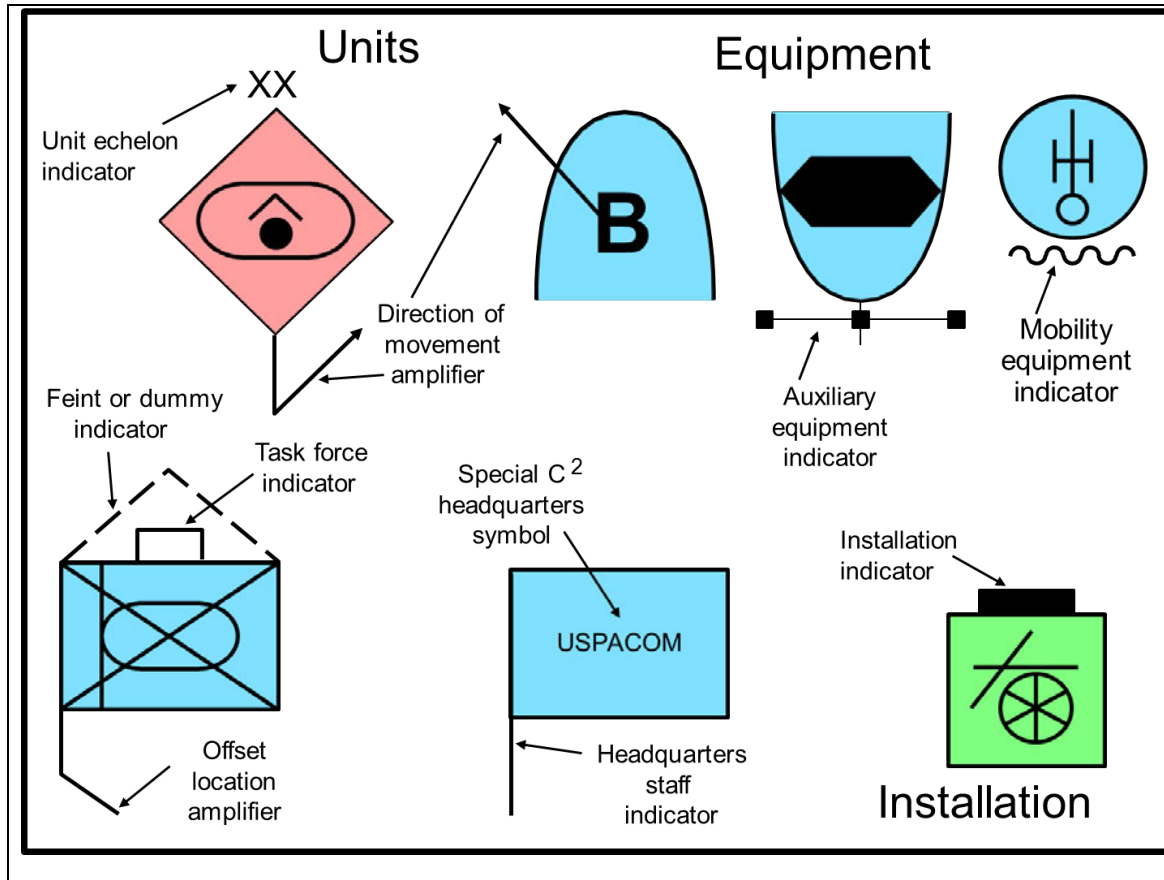 Units
Equipment
XX
Unit echelon
indicator
B
Direction of
movement
amplifier
Auxiliary
equipment
indicator
Mobility
equipment
indicator
Feint or dummy
indicator
Task force
indicator
Special C2
headquarters
symbol
USPACOM
Installation
indicator
Offset
location
amplifier
Headquarters
staff
indicator
Installation